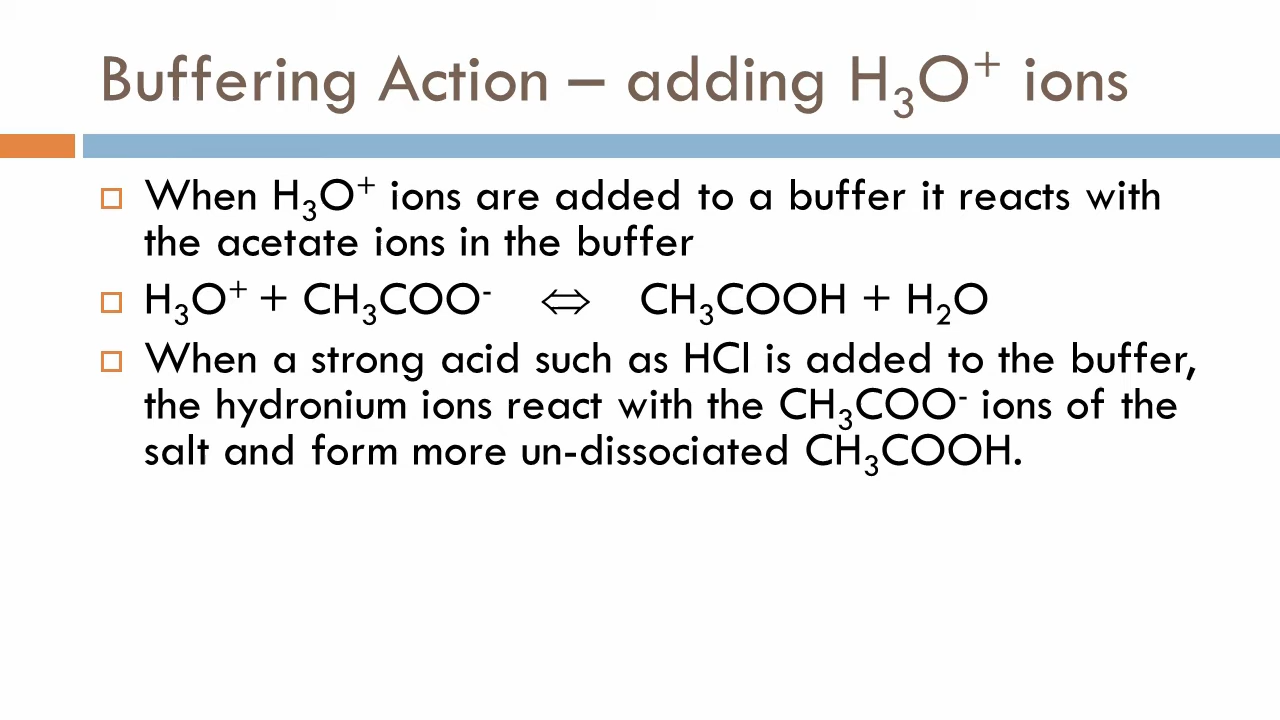 Buffering Action – adding H₃O⁺ ions
When H₃O⁺ ions are added to a buffer it reacts with
the acetate ions in the buffer
H₃O⁺ + CH₃COO⁻ ⇔ CH₃COOH + H₂O
When a strong acid such as HCl is added to the buffer,
the hydronium ions react with the CH₃COO⁻ ions of the
salt and form more un-dissociated CH₃COOH.